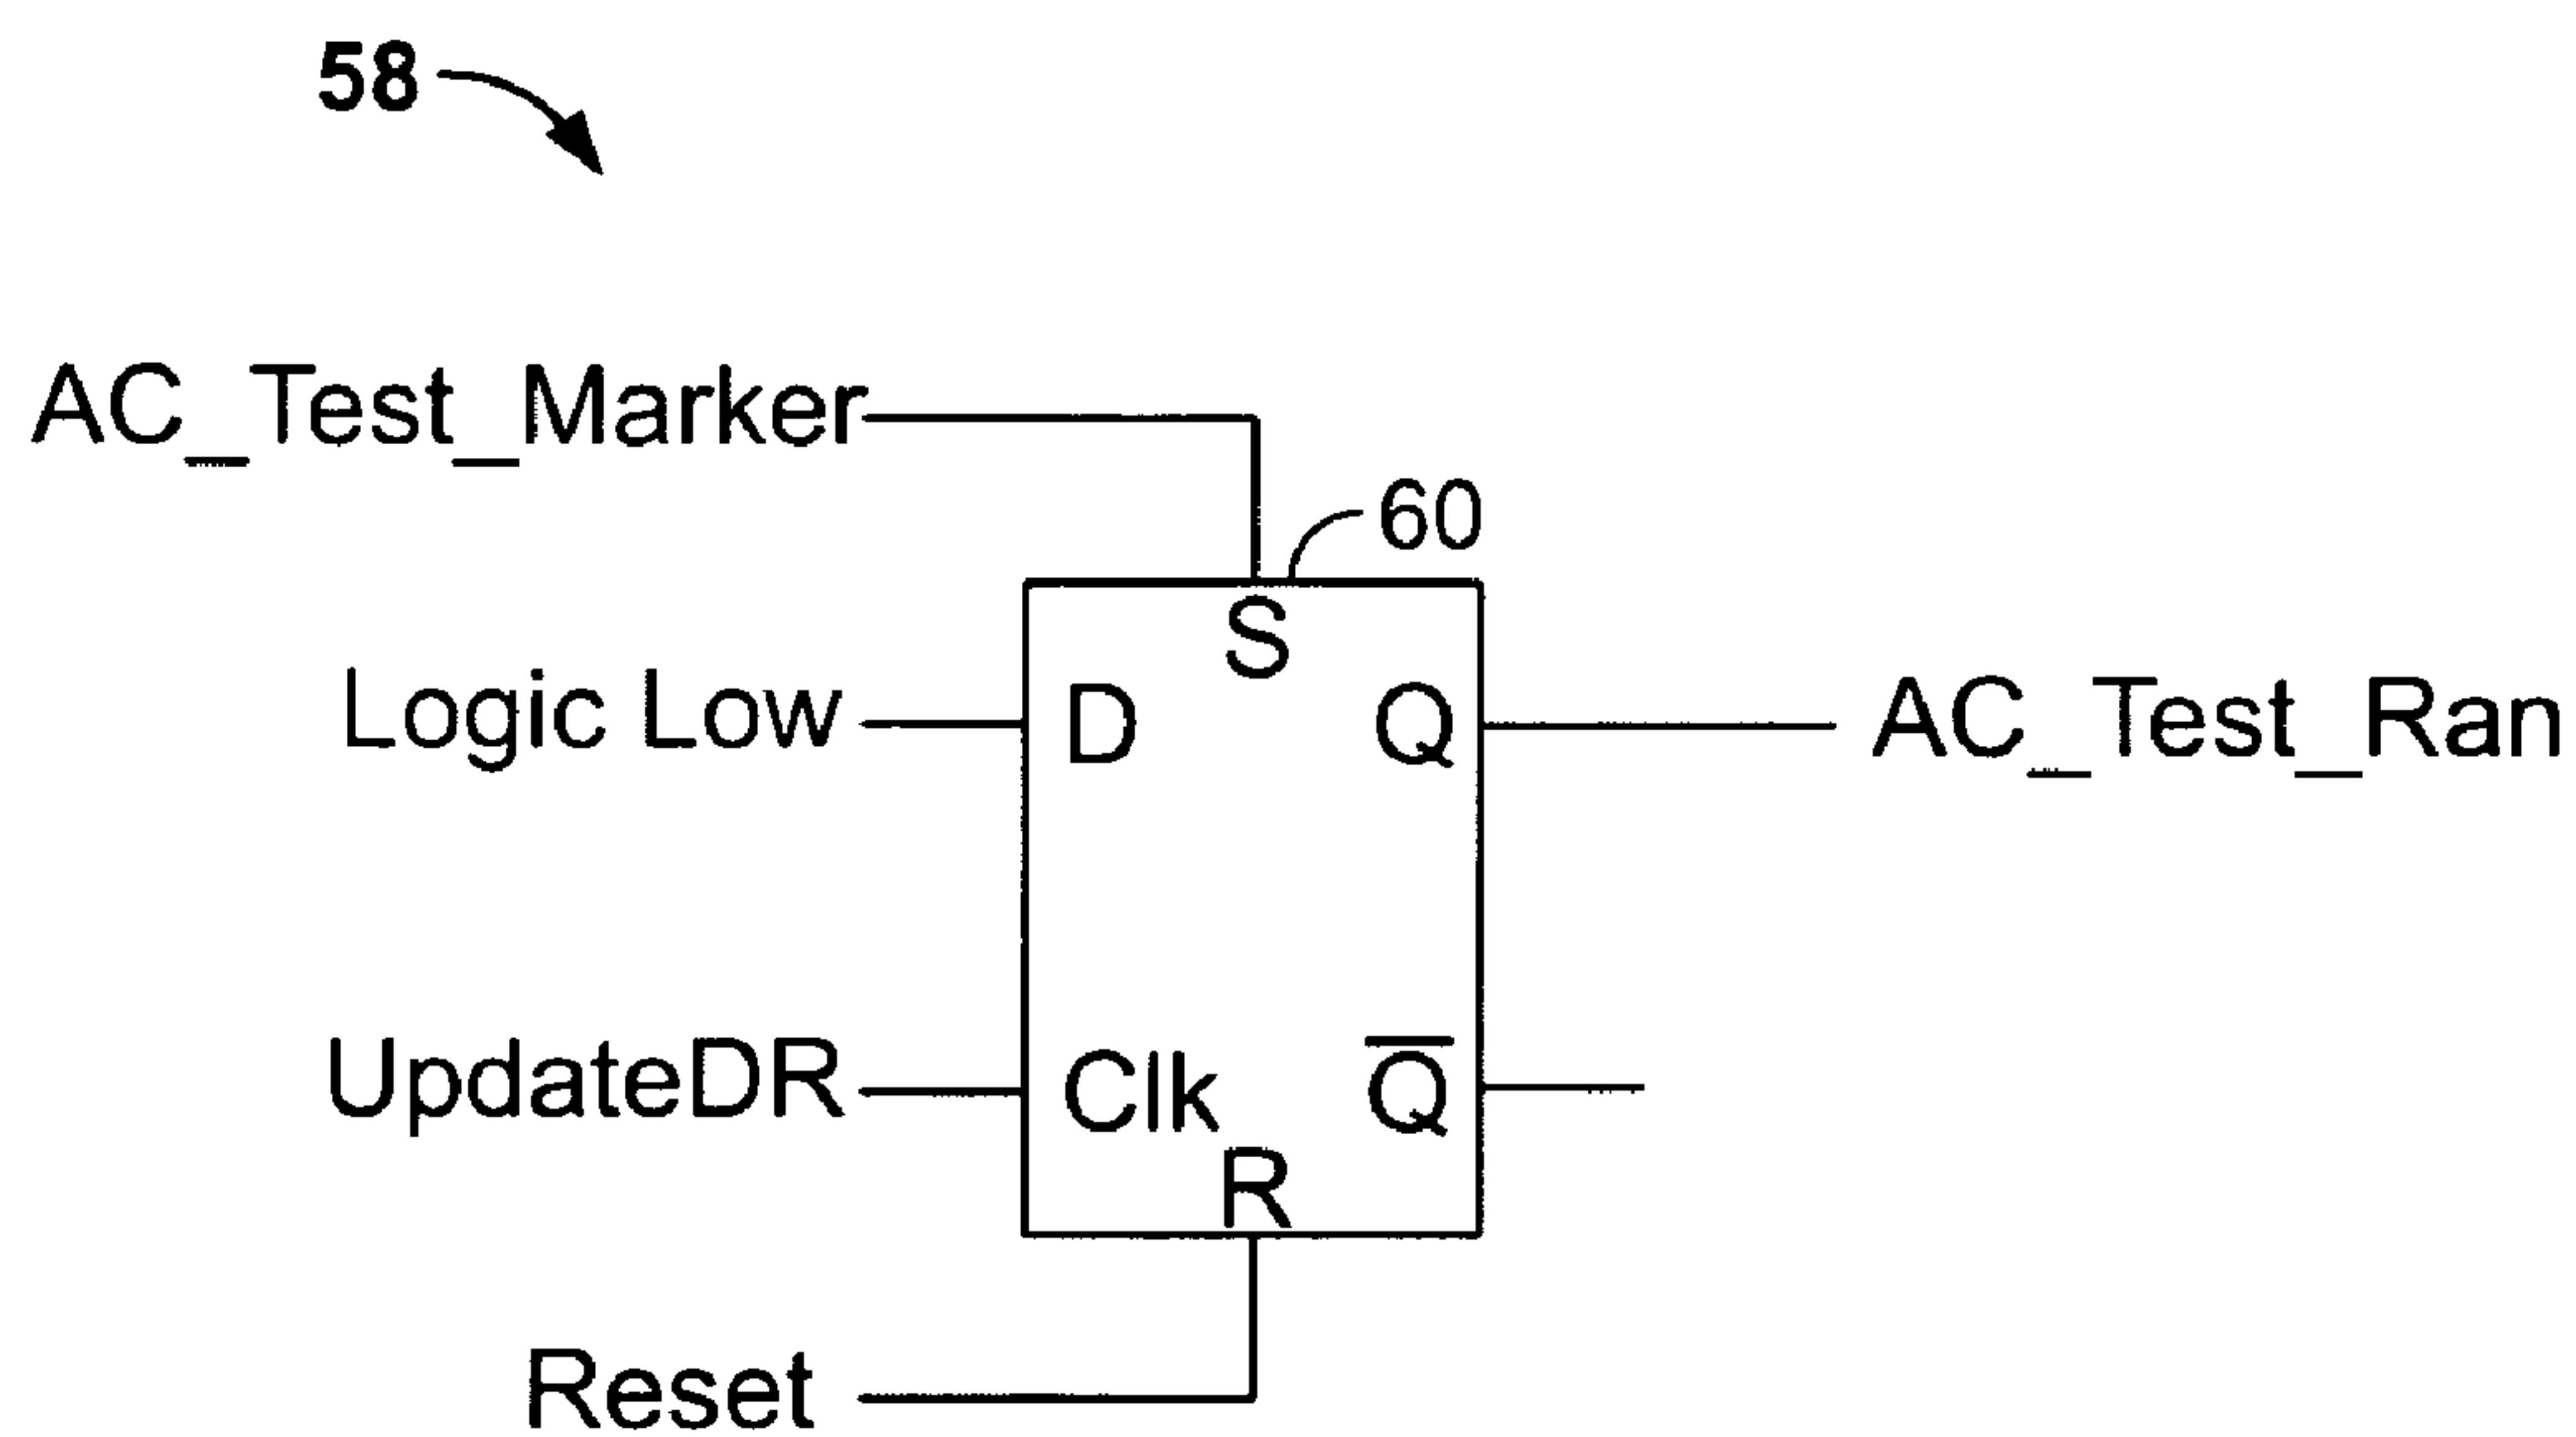 58
AC_Test_Marker
60
S
Logic Low
D
Q
AC_Test_Ran
UpdateDR
Clk
Q̅
R
Reset